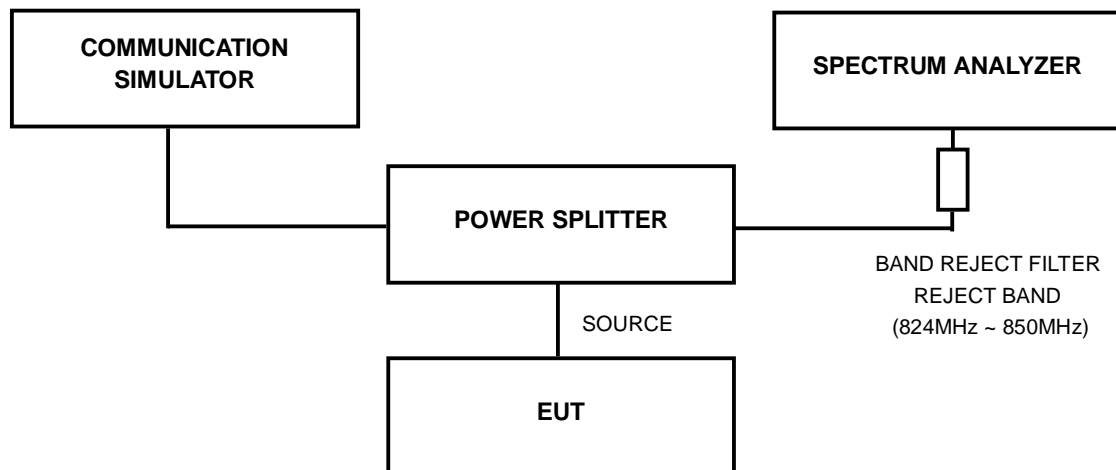 COMMUNICATION
SIMULATOR
SPECTRUM ANALYZER
POWER SPLITTER
BAND REJECT FILTER
REJECT BAND
(824MHz ~ 850MHz)
SOURCE
EUT